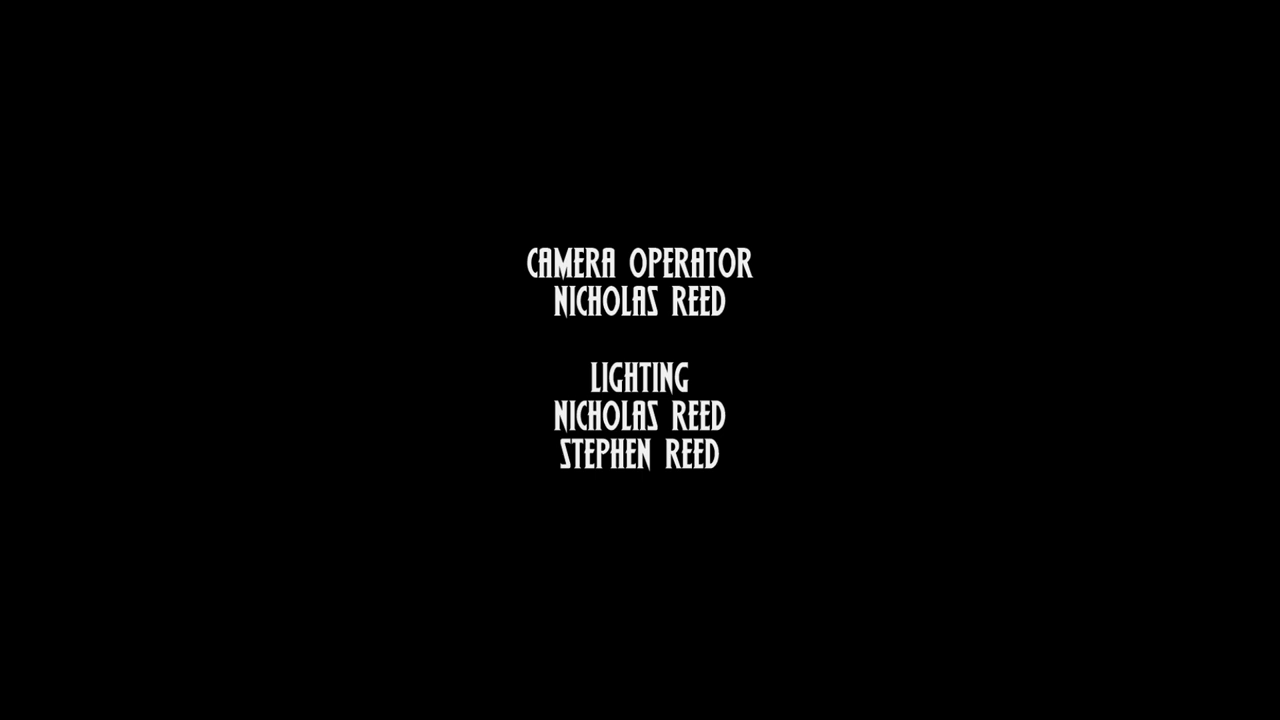 CAMERA OPERATOR
NICHOLAS REED
LIGHTING
NICHOLAS REED
STEPHEN REED